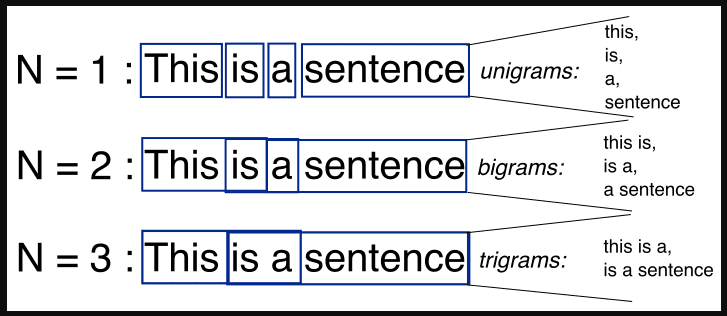 N = 1 : This is a sentence unigrams:
this,
is,
a,
sentence
N = 2 : This is a sentence bigrams:
this is,
is a,
a sentence
N = 3 : This is a sentence trigrams:
this is a,
is a sentence